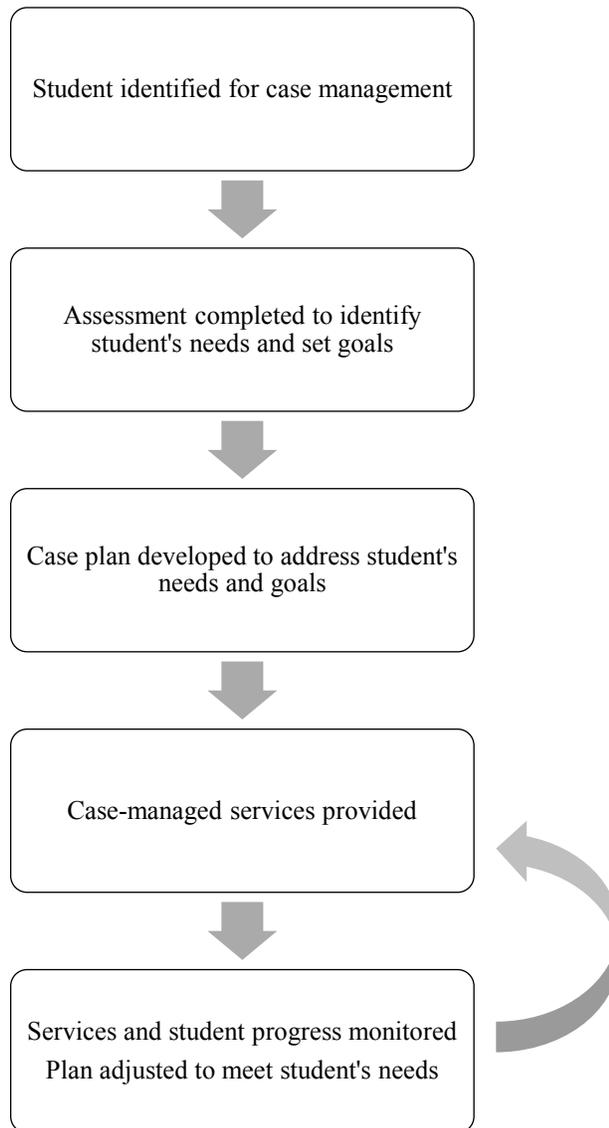 Student identified for case management
Assessment completed to identify
student's needs and set goals
Case plan developed to address student's
needs and goals
Case-managed services provided
Services and student progress monitored
Plan adjusted to meet student's needs